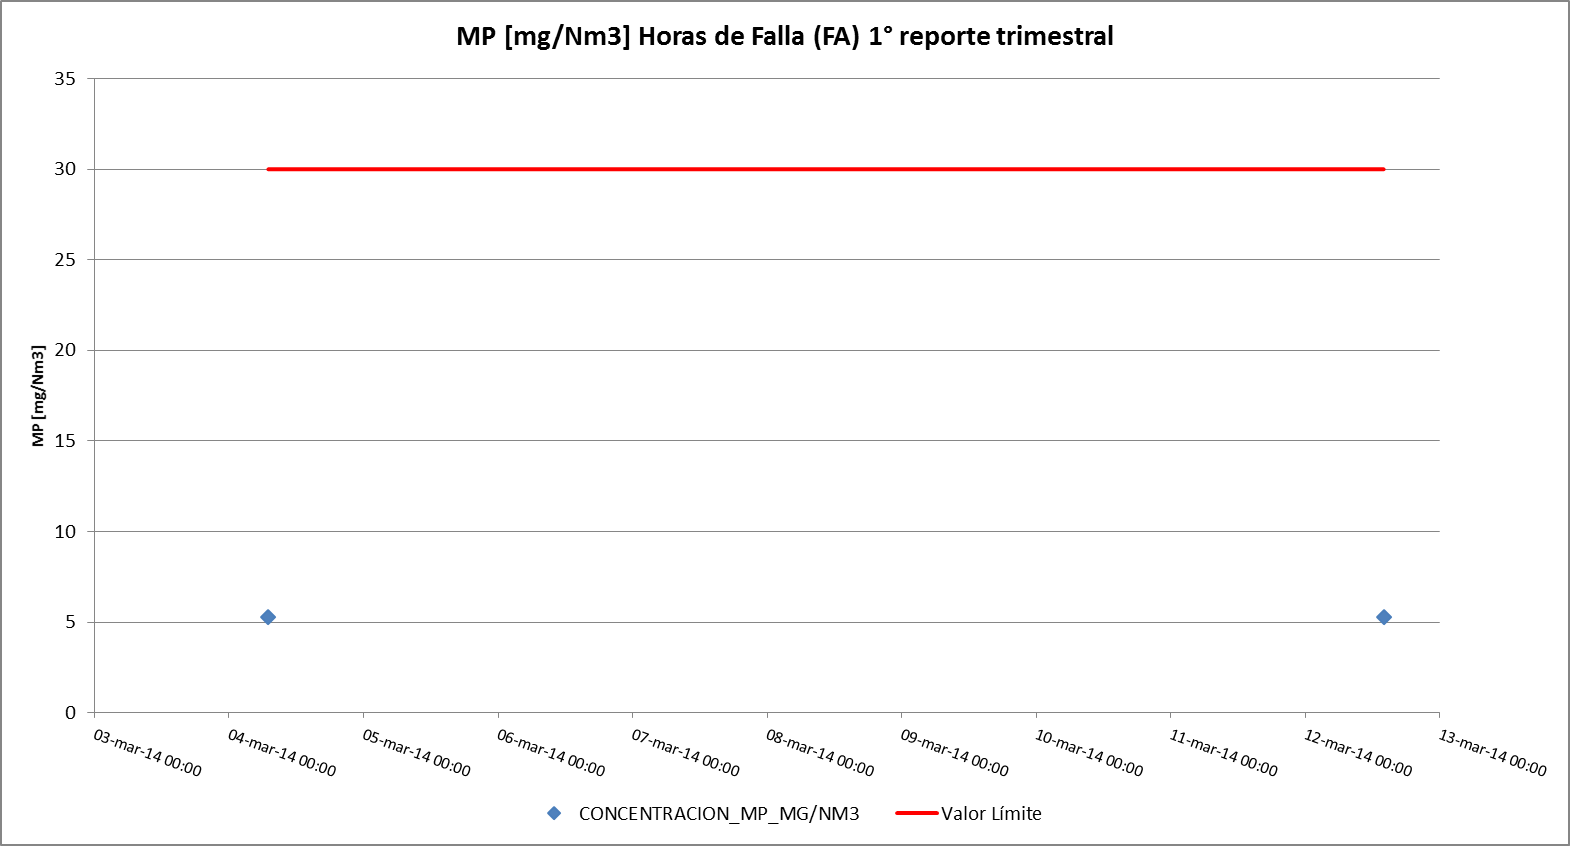 MP [mg/Nm3] Horas de Falla (FA) 1° reporte trimestral
35
30
25
20
15
10
5
0
MP [mg/Nm3]
03-mar-14 00:00
04-mar-14 00:00
05-mar-14 00:00
06-mar-14 00:00
07-mar-14 00:00
08-mar-14 00:00
09-mar-14 00:00
10-mar-14 00:00
11-mar-14 00:00
12-mar-14 00:00
13-mar-14 00:00
CONCENTRACION_MP_MG/NM3
Valor Límite